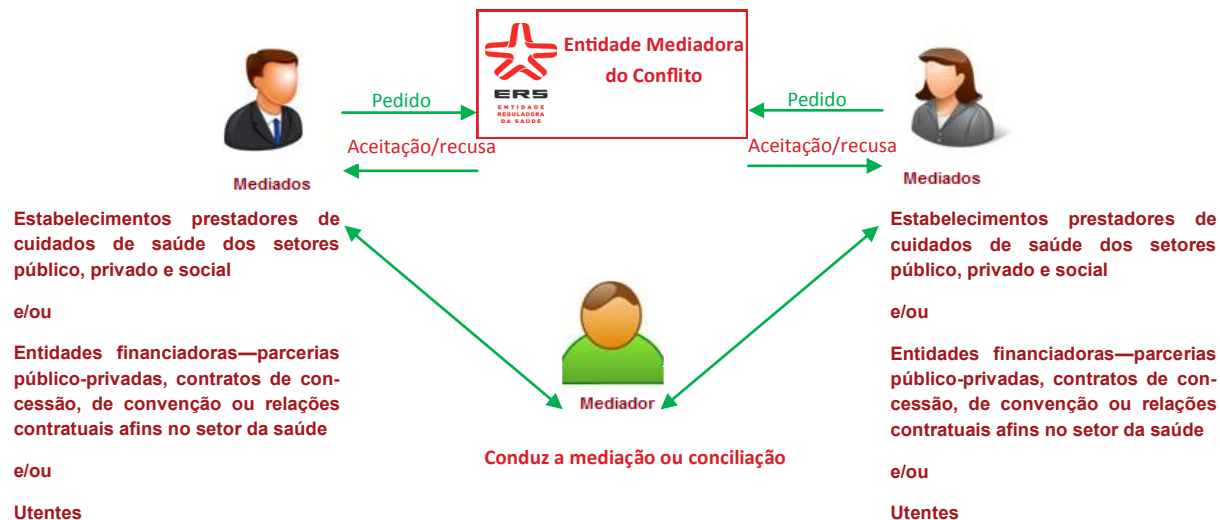 Entidade Mediadora
do Conflito
ERS
ENTIDADE
REGULADORA
DA SAÚDE
Pedido
Aceitação/recusa
Pedido
Aceitação/recusa
Mediados
Estabelecimentos prestadores de
cuidados de saúde dos setores
público, privado e social
e/ou
Entidades financiadoras—parcerias
público-privadas, contratos de con-
cessão, de convenção ou relações
contratuais afins no setor da saúde
e/ou
Utentes
Mediador
Conduz a mediação ou conciliação
Mediados
Estabelecimentos prestadores de
cuidados de saúde dos setores
público, privado e social
e/ou
Entidades financiadoras—parcerias
público-privadas, contratos de con-
cessão, de convenção ou relações
contratuais afins no setor da saúde
e/ou
Utentes